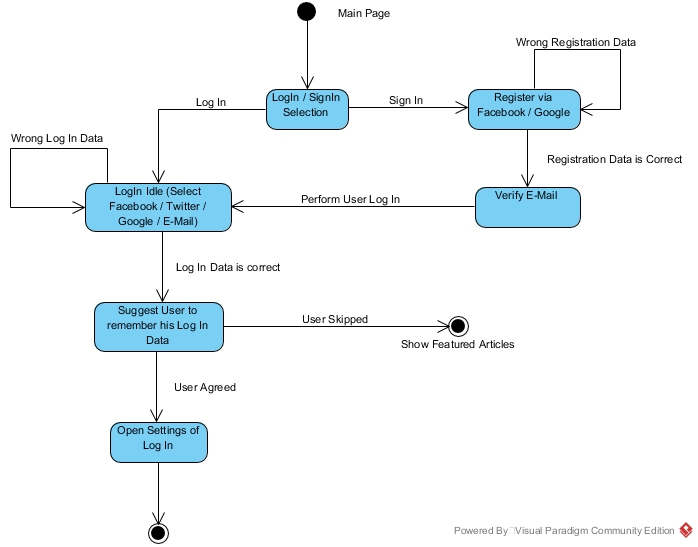 Main Page
Wrong Registration Data
LogIn / SignIn
Selection
Log In
Sign In
Register via
Facebook / Google
Wrong Log In Data
Registration Data is Correct
LogIn Idle (Select
Facebook / Twitter /
Google / E-Mail)
Perform User Log In
Verify E-Mail
Log In Data is correct
Suggest User to
remember his Log In
Data
User Skipped
Show Featured Articles
User Agreed
Open Settings of
Log In
Powered By Visual Paradigm Community Edition